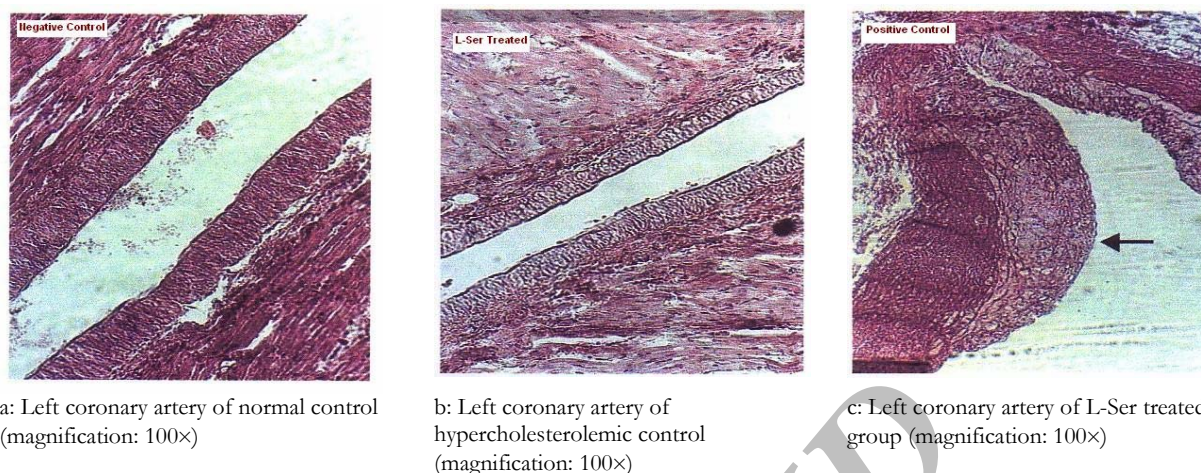 Negative Control
L-Ser Treated
Positive Control
a: Left coronary artery of normal control
(magnification: 100×)
b: Left coronary artery of
hypercholesterolemic control
(magnification: 100×)
c: Left coronary artery of L-Ser treated
group (magnification: 100×)